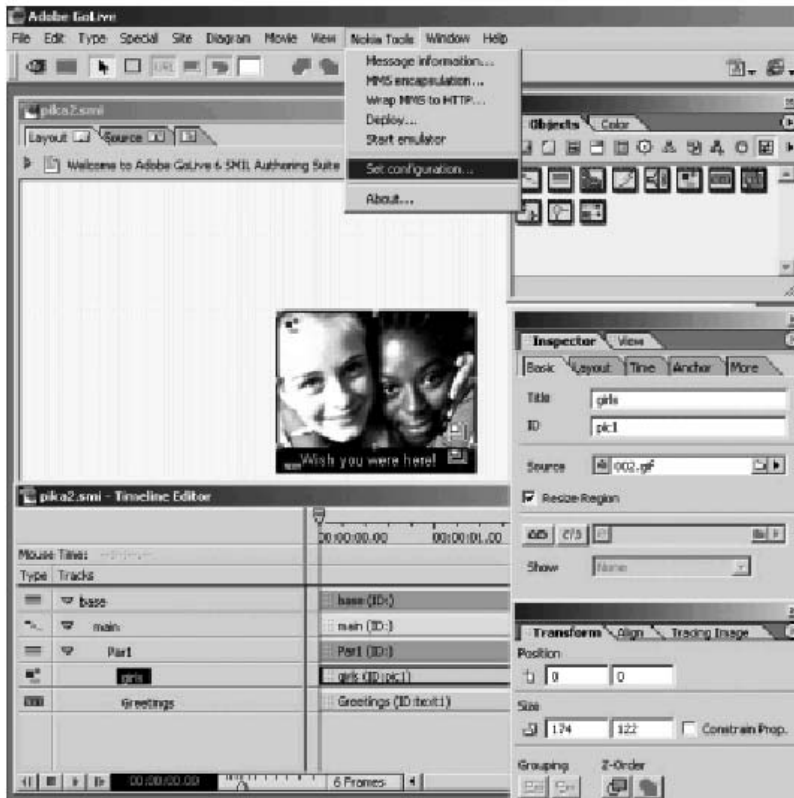 Adobe GoLive
File Edit Type Special Site Diagram Movie View Nokia Tools Window Help
URL
Message information...
MMS encapsulation...
Wrap MMS to HTTP...
Deploy...
Start emulator
Set configuration...
About...
pika2.smi
Layout Source
Welcome to Adobe GoLive 6 SMIL Authoring Suite
Objects Color
Wish you were here!
Inspector View
Basic Layout Time Anchor More
Title girls
ID pic1
Source 002.gif
Resize Region
Show None
pika2.smi - Timeline Editor
00:00:00.00 00:00:01.00
Mouse Time:
Type Tracks
base base (ID:)
main main (ID:)
Part1 Part1 (ID:)
girls girls (ID:pic1)
Greetings Greetings (ID:text1)
00:00:00.00 6 Frames
Transform Align Tracing Image
Position
0 0
Size
174 122 Constrain Prop.
Grouping Z-Order